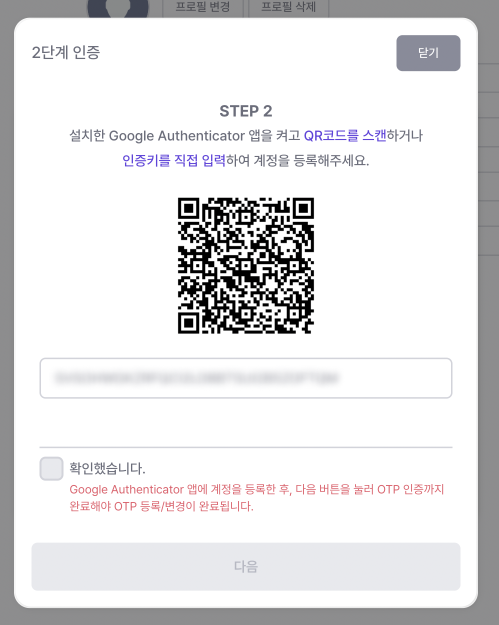 프로필 변경
프로필 삭제
2단계 인증
닫기
STEP 2
설치한 Google Authenticator 앱을 켜고 QR코드를 스캔하거나
인증키를 직접 입력하여 계정을 등록해주세요.
확인했습니다.
Google Authenticator 앱에 계정을 등록한 후, 다음 버튼을 눌러 OTP 인증까지
완료해야 OTP 등록/변경이 완료됩니다.
다음